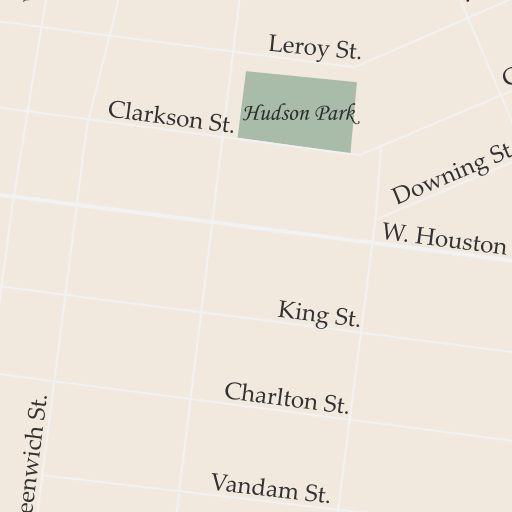 Leroy St.
Hudson Park
Clarkson St.
Downing St
W. Houston
King St.
Charlton St.
eenwich St.
Vandam St.